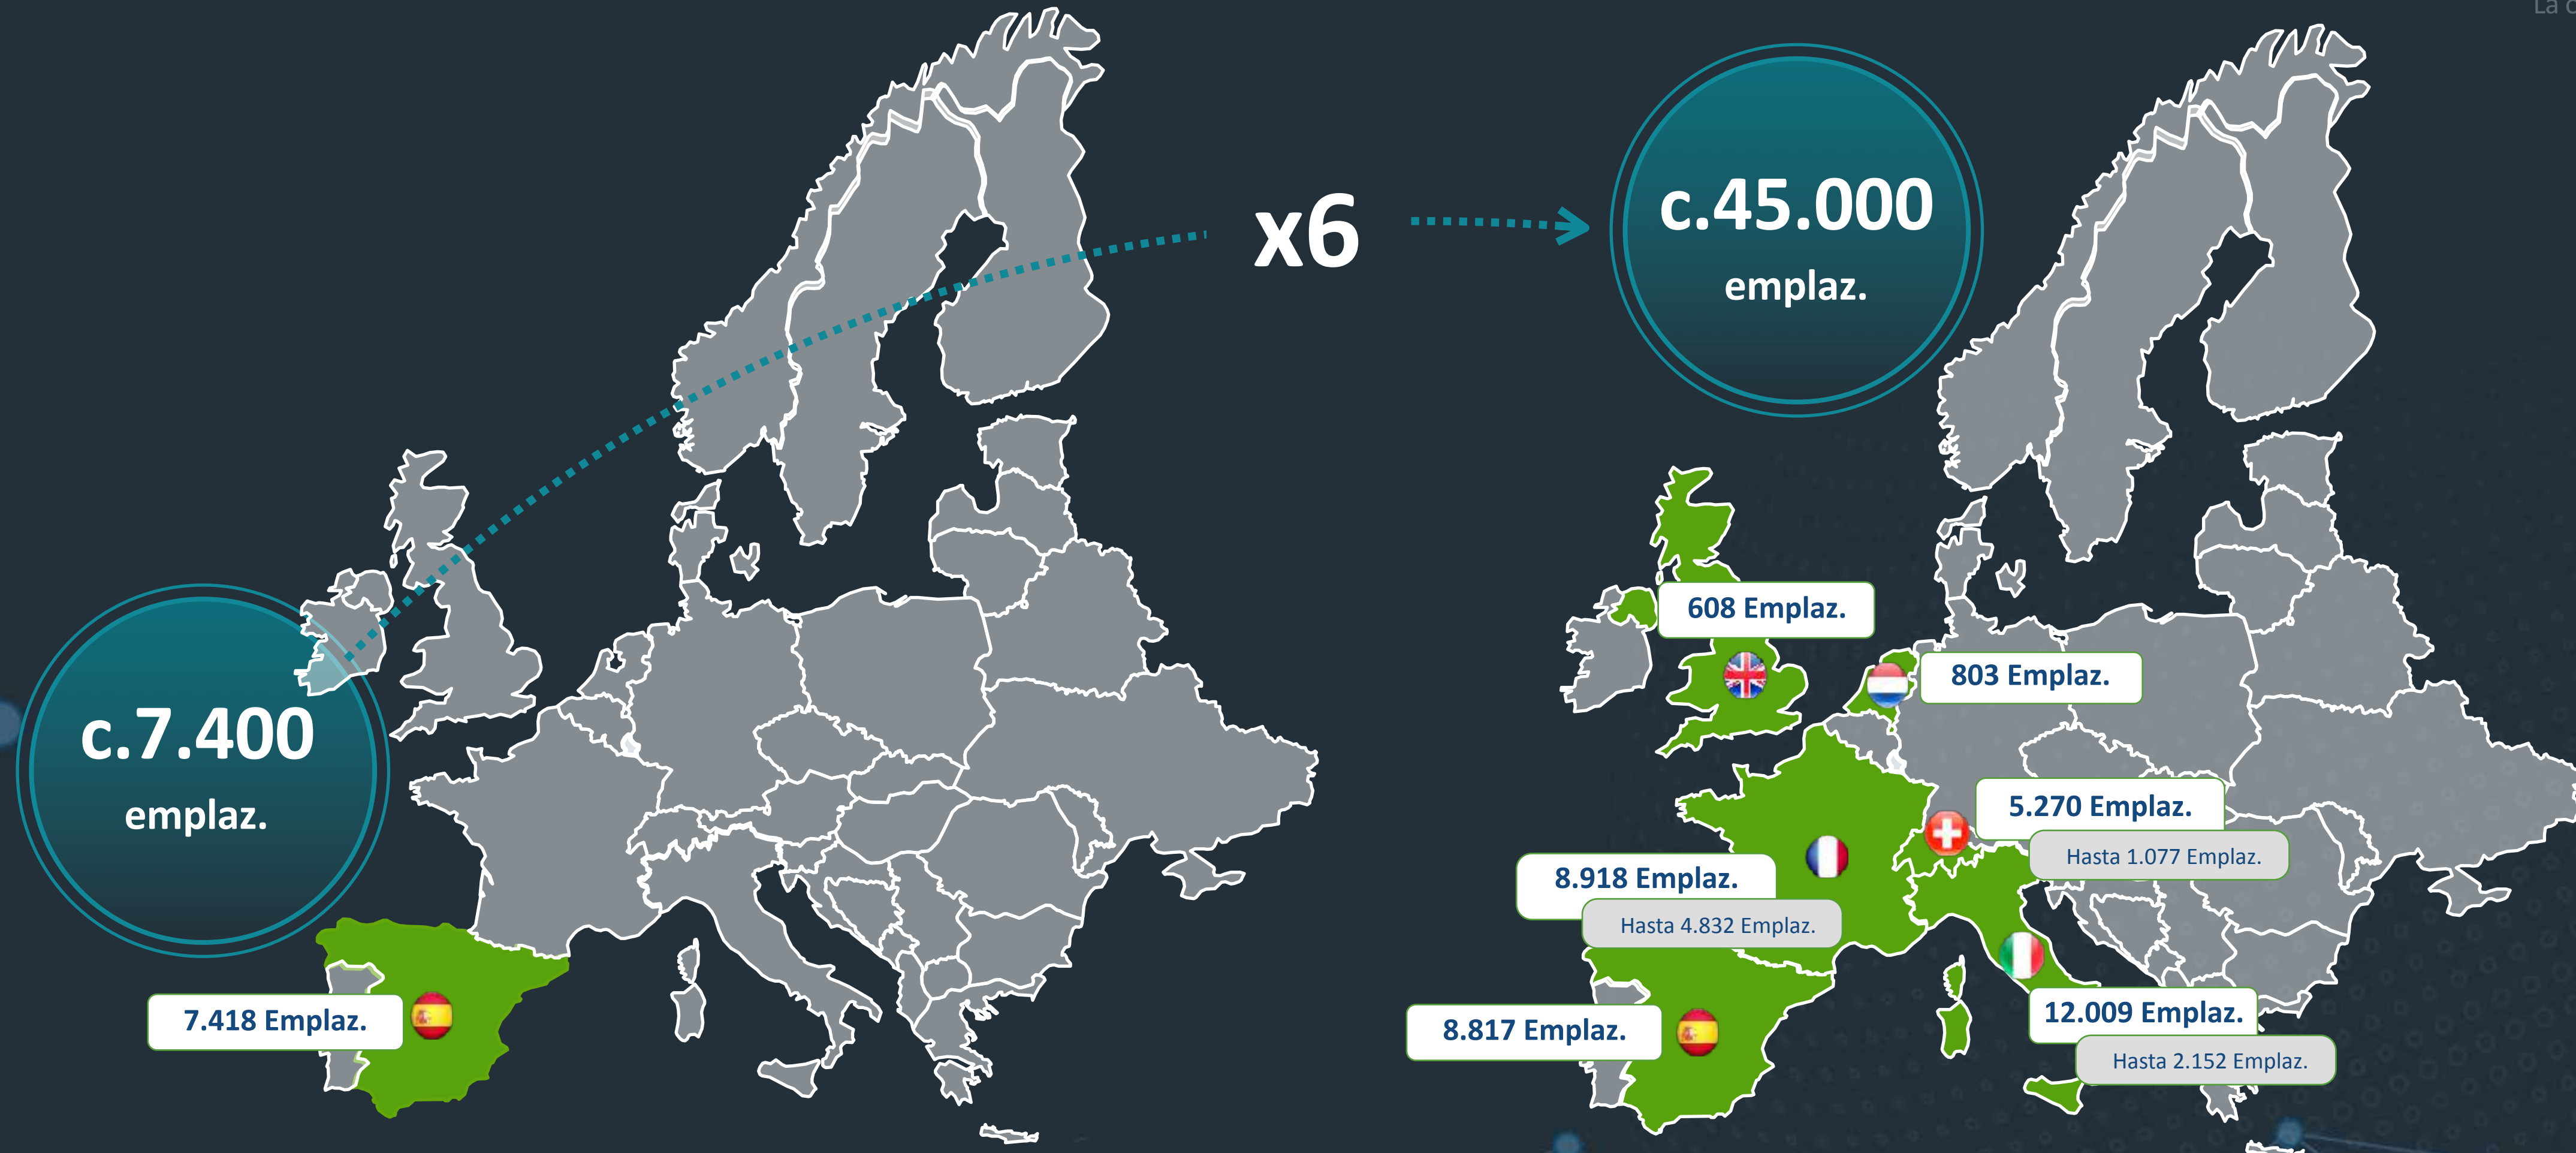 La
c.7.400
emplaz.
7.418 Emplaz.
x6
c.45.000
emplaz.
608 Emplaz.
803 Emplaz.
5.270 Emplaz.
Hasta 1.077 Emplaz.
8.918 Emplaz.
Hasta 4.832 Emplaz.
8.817 Emplaz.
12.009 Emplaz.
Hasta 2.152 Emplaz.